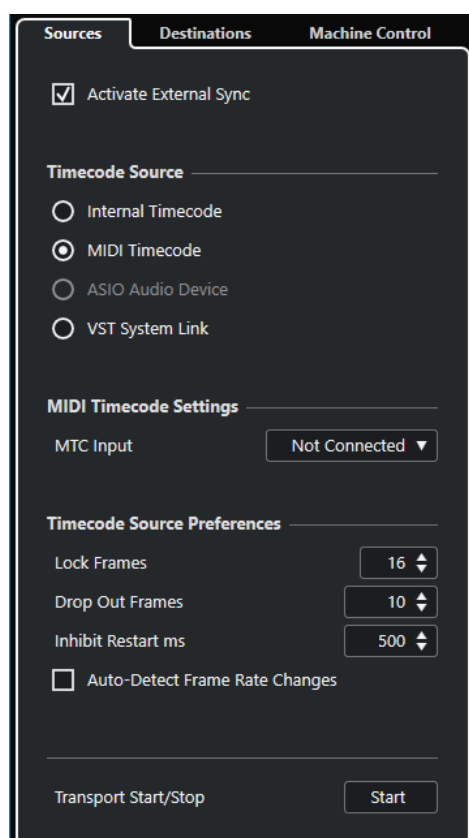 Sources Destinations Machine Control
Activate External Sync
Timecode Source
Internal Timecode
MIDI Timecode
ASIO Audio Device
VST System Link
MIDI Timecode Settings
MTC Input Not Connected
Timecode Source Preferences
Lock Frames 16
Drop Out Frames 10
Inhibit Restart ms 500
Auto-Detect Frame Rate Changes
Transport Start/Stop Start